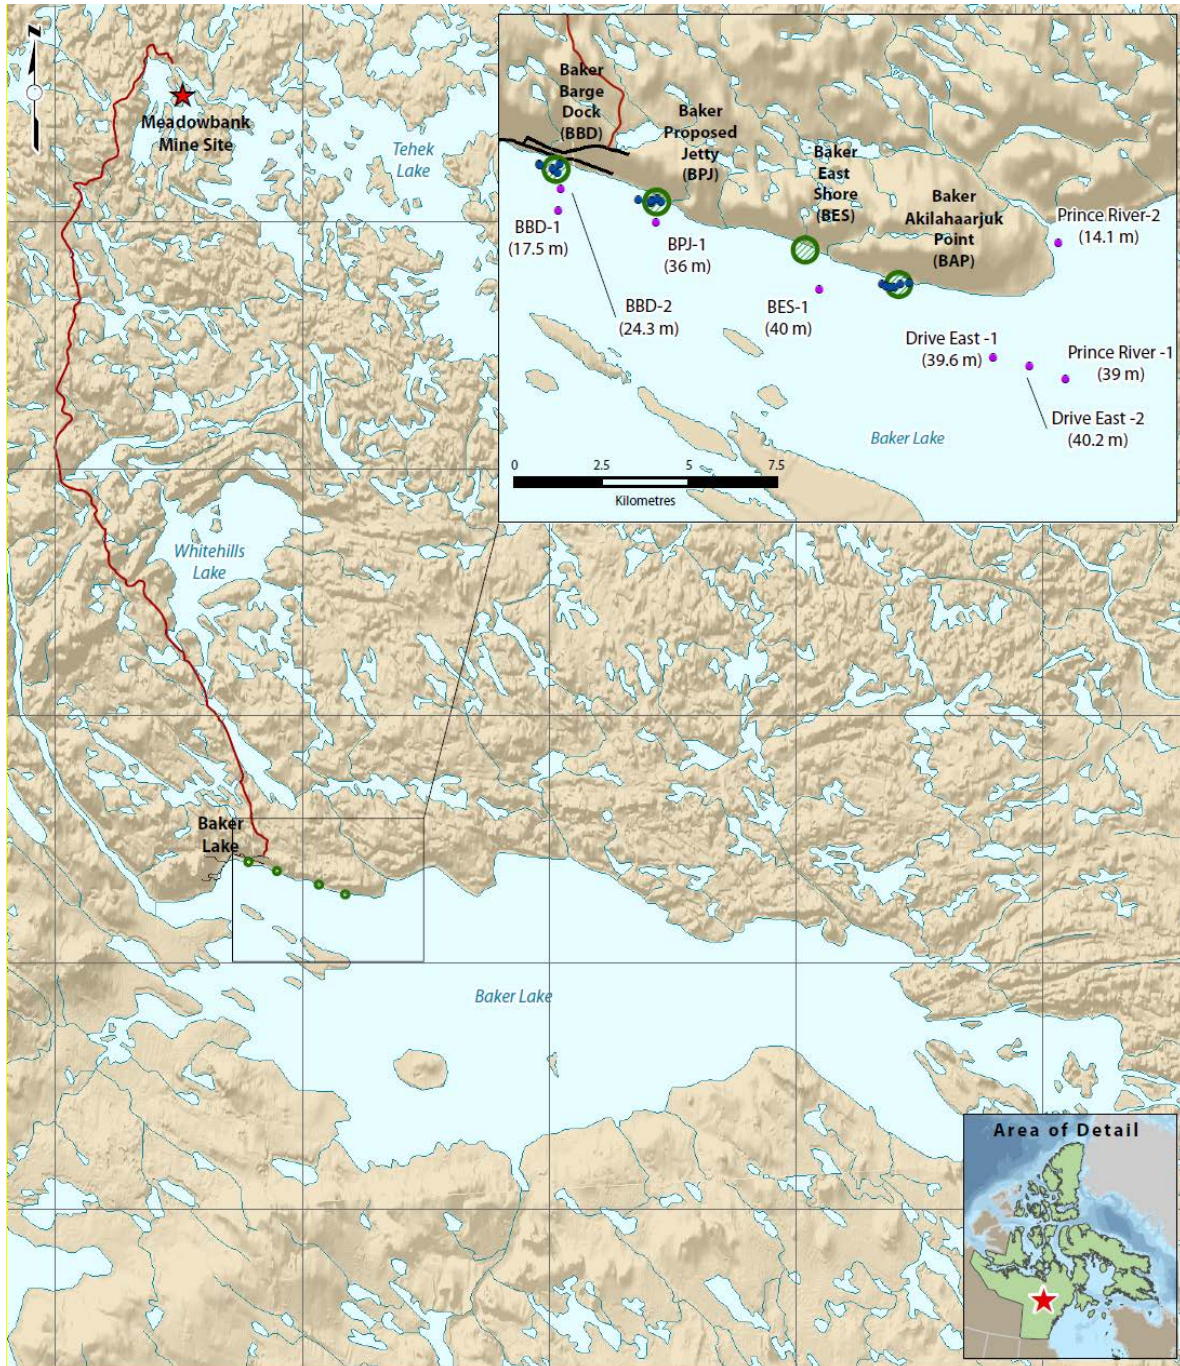 N
Meadowbank
Mine Site
Tehek
Lake
Baker
Barge
Dock
(BBD)
Baker
Proposed
Jetty
(BPJ)
Baker
East
Shore
(BES)
Baker
Akilahaarjuk
Point
(BAP)
Prince River-2
(14.1 m)
BBD-1
(17.5 m)
BPJ-1
(36 m)
BBD-2
(24.3 m)
BES-1
(40 m)
Drive East -1
(39.6 m)
Prince River -1
(39 m)
Drive East -2
(40.2 m)
Baker Lake
0 2.5 5 7.5
Kilometres
Whitehills
Lake
Baker
Lake
Baker Lake
Area of Detail